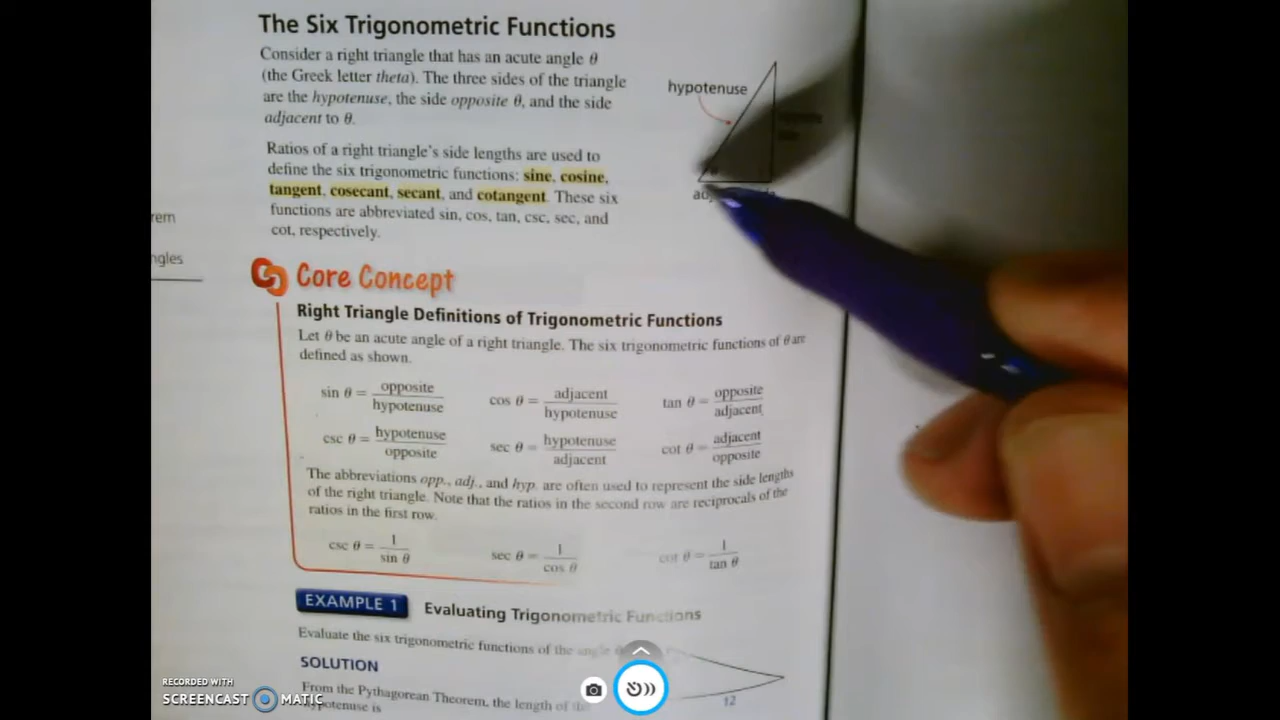 The Six Trigonometric Functions
Consider a right triangle that has an acute angle θ
(the Greek letter theta). The three sides of the triangle
are the hypotenuse, the side opposite θ, and the side
adjacent to θ.
hypotenuse
Ratios of a right triangle's side lengths are used to
define the six trigonometric functions: sine, cosine,
tangent, cosecant, secant, and cotangent. These six
functions are abbreviated sin, cos, tan, csc, sec, and
cot, respectively.
rem
ngles
Core Concept
Right Triangle Definitions of Trigonometric Functions
Let θ be an acute angle of a right triangle. The six trigonometric functions of θ are
defined as shown.
sin θ = opposite/hypotenuse cos θ = adjacent/hypotenuse tan θ = opposite/adjacent
csc θ = hypotenuse/opposite sec θ = hypotenuse/adjacent cot θ = adjacent/opposite
The abbreviations opp., adj., and hyp. are often used to represent the side lengths
of the right triangle. Note that the ratios in the second row are reciprocals of the
ratios in the first row.
csc θ = 1/sin θ sec θ = 1/cos θ cot θ = 1/tan θ
EXAMPLE 1 Evaluating Trigonometric Functions
Evaluate the six trigonometric functions of the angle θ
SOLUTION
From the Pythagorean Theorem, the length of the
hypotenuse is
12
RECORDED WITH
SCREENCAST MATIC